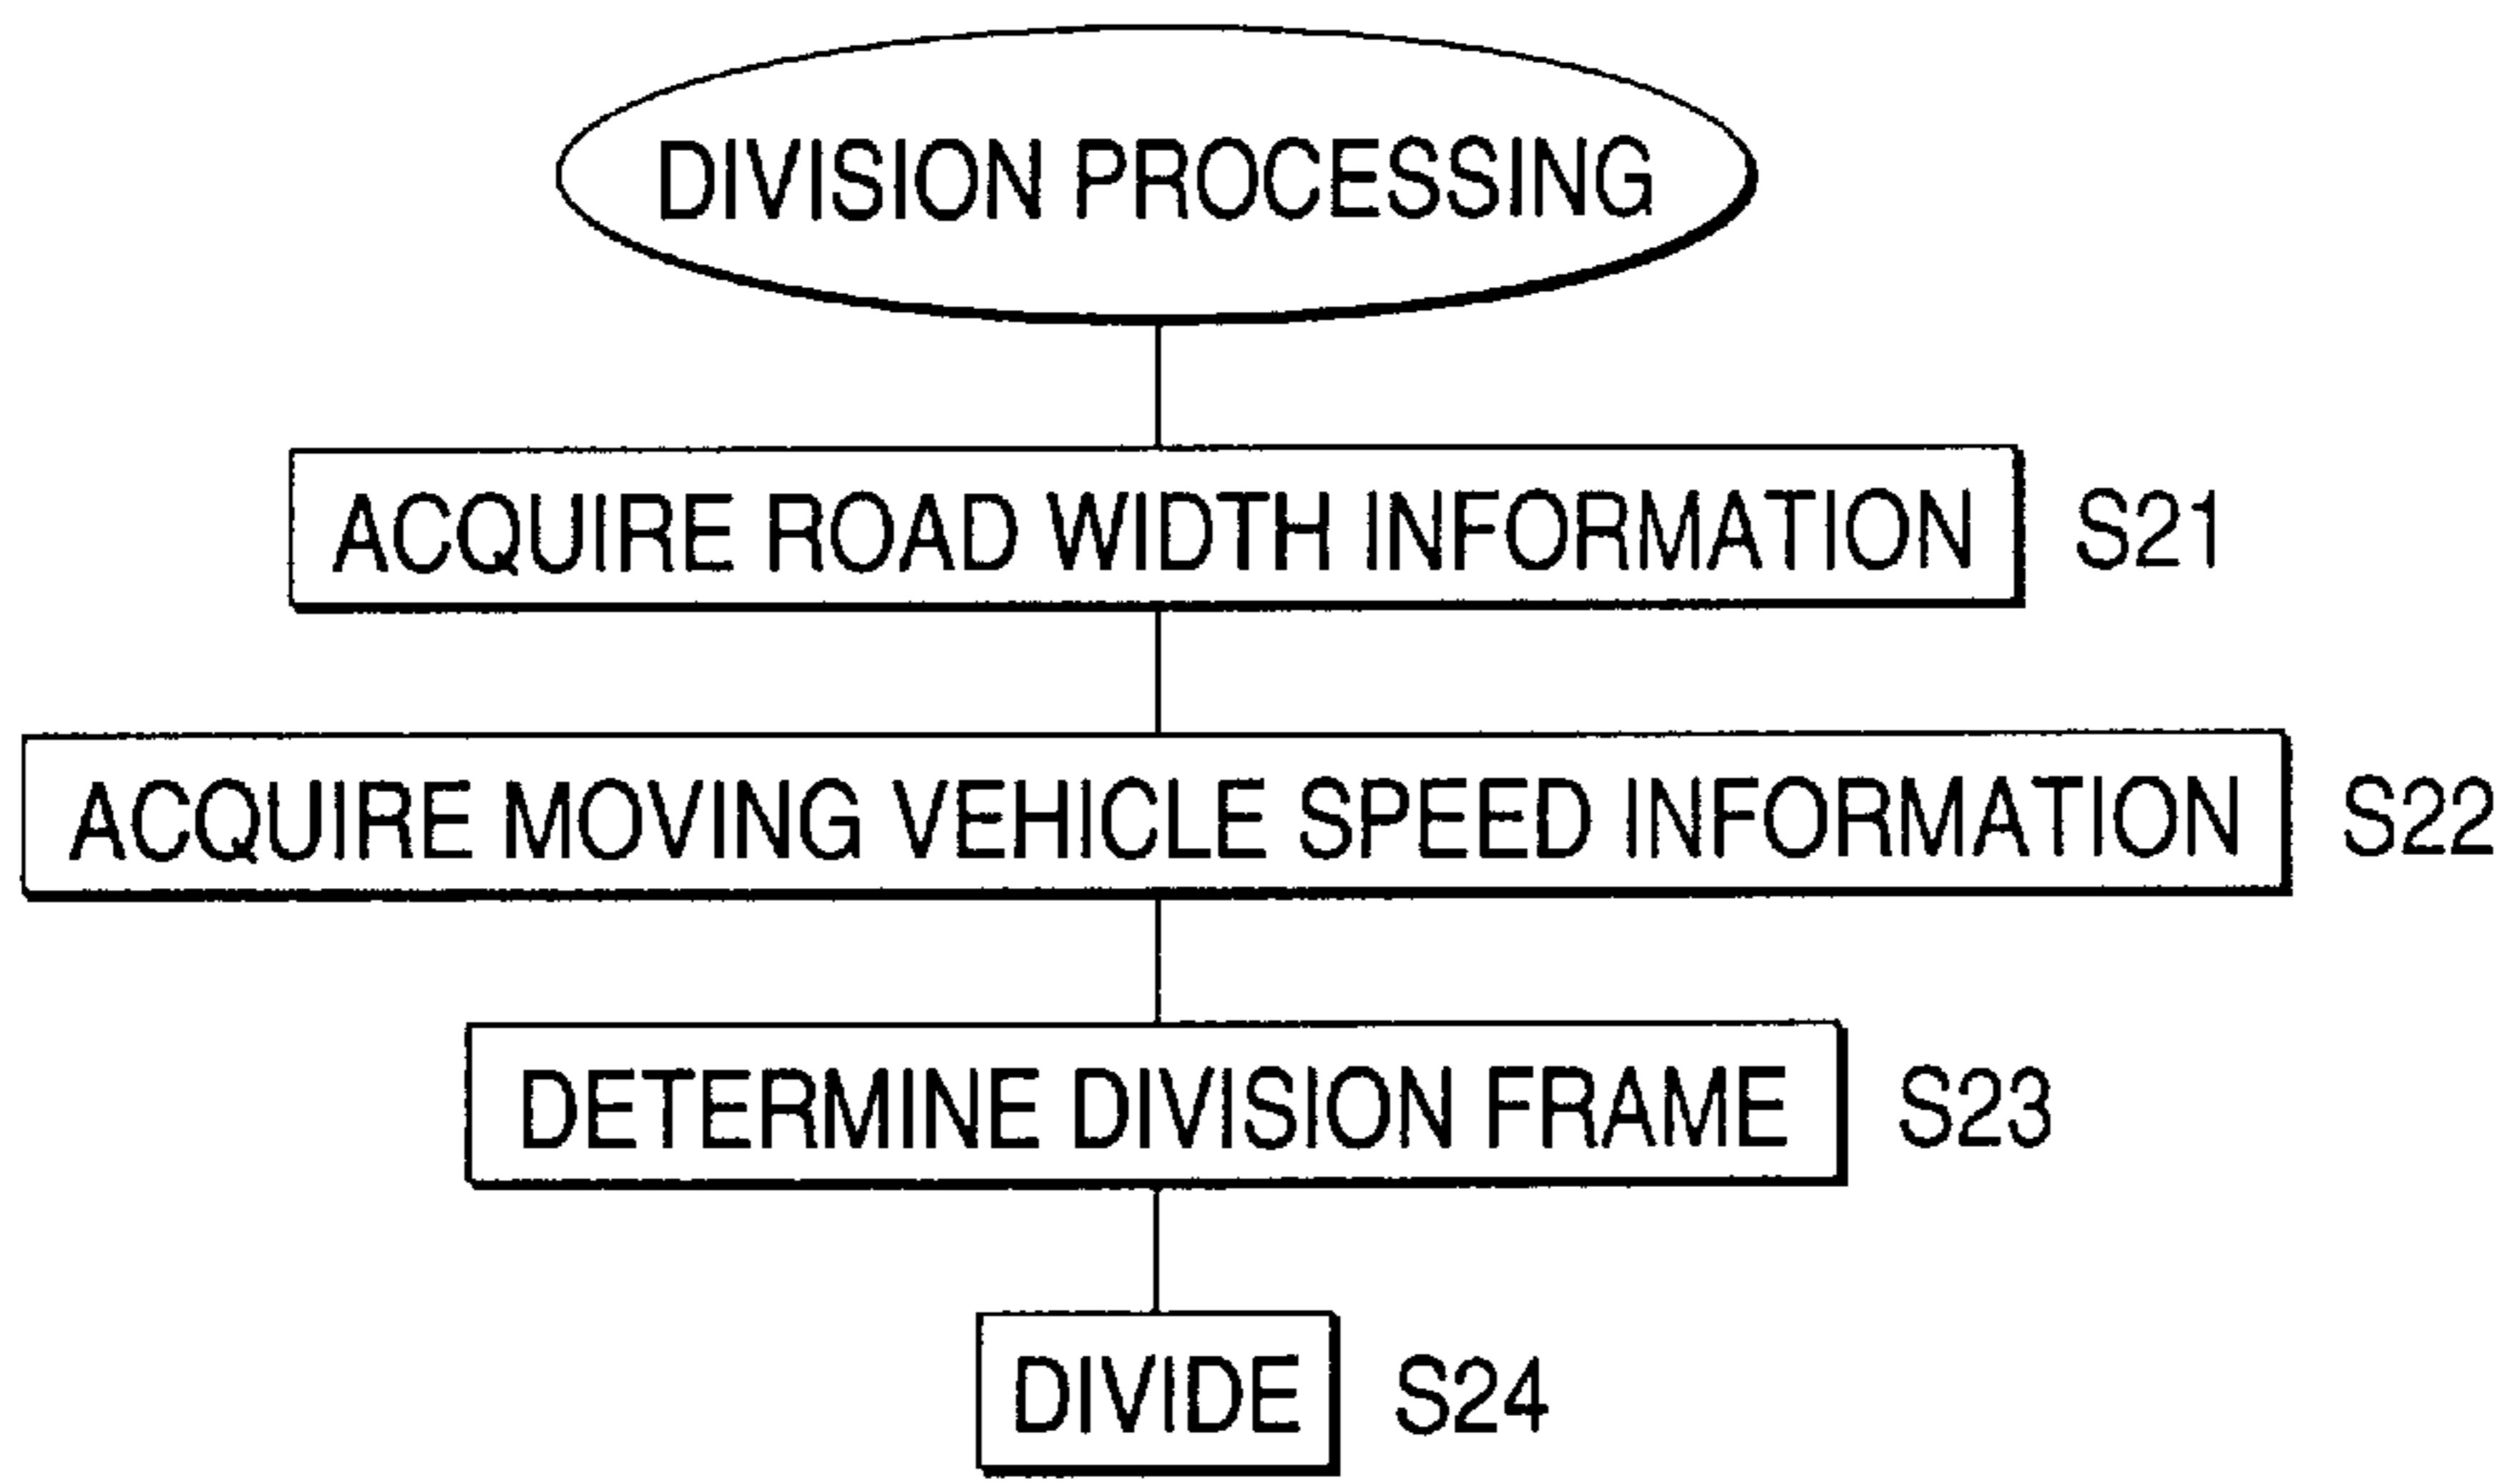 DIVISION PROCESSING
ACQUIRE ROAD WIDTH INFORMATION S21
ACQUIRE MOVING VEHICLE SPEED INFORMATION S22
DETERMINE DIVISION FRAME S23
DIVIDE S24